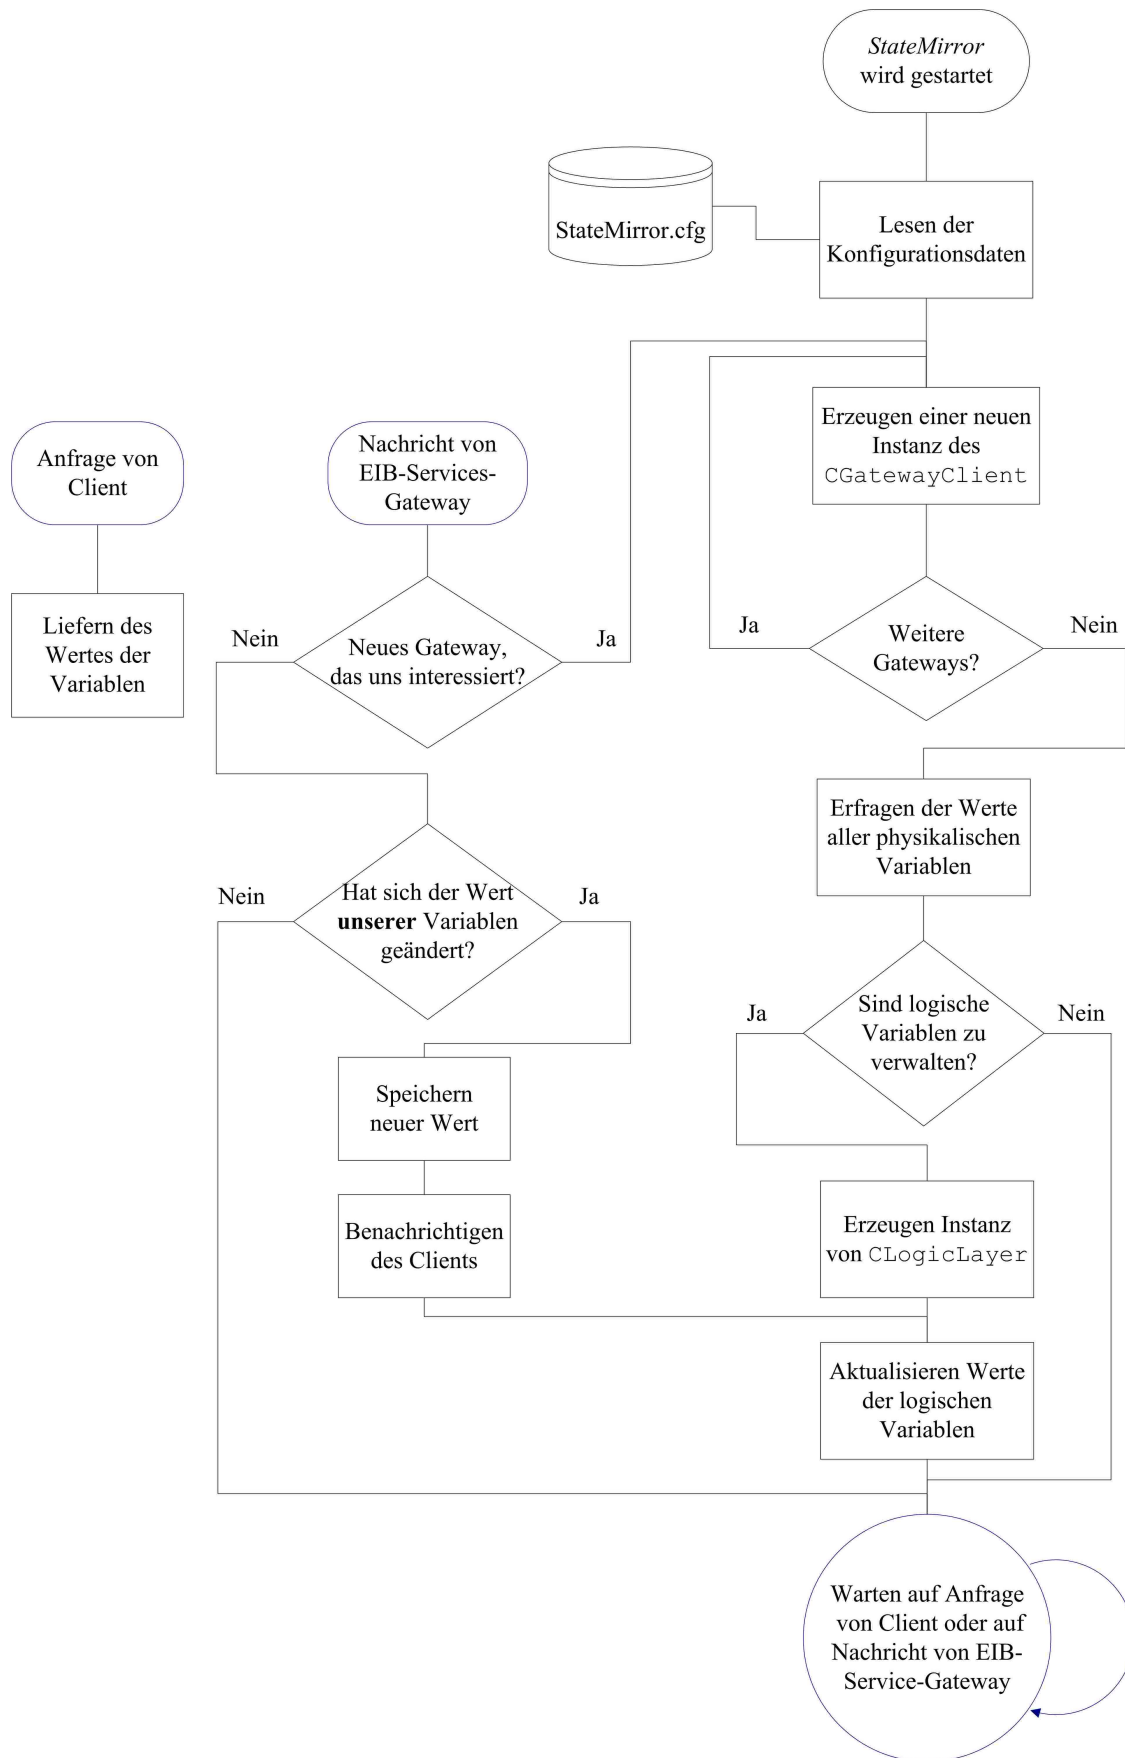 StateMirror
wird gestartet
StateMirror.cfg
Lesen der
Konfigurationsdaten
Erzeugen einer neuen
Instanz des
CGatewayClient
Anfrage von
Client
Nachricht von
EIB-Services-
Gateway
Liefern des
Wertes der
Variablen
Nein
Neues Gateway,
das uns interessiert?
Ja
Ja
Weitere
Gateways?
Nein
Erfragen der Werte
aller physikalischen
Variablen
Nein
Hat sich der Wert
unserer Variablen
geändert?
Ja
Ja
Sind logische
Variablen zu
verwalten?
Nein
Speichern
neuer Wert
Benachrichtigen
des Clients
Erzeugen Instanz
von CLogicLayer
Aktualisieren Werte
der logischen
Variablen
Warten auf Anfrage
von Client oder auf
Nachricht von EIB-
Service-Gateway